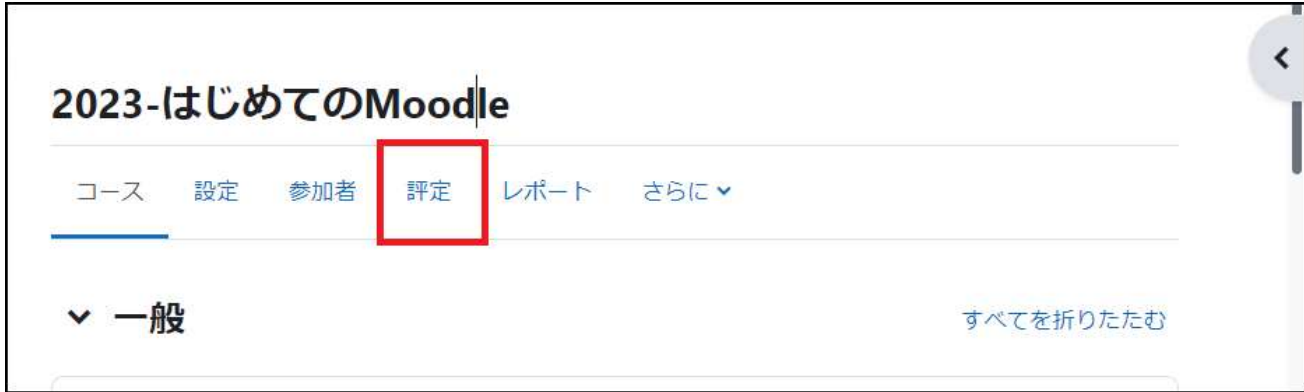 2023-はじめてのMoodle
コース 設定 参加者 評定 レポート さらに
一般 すべてを折りたたむ